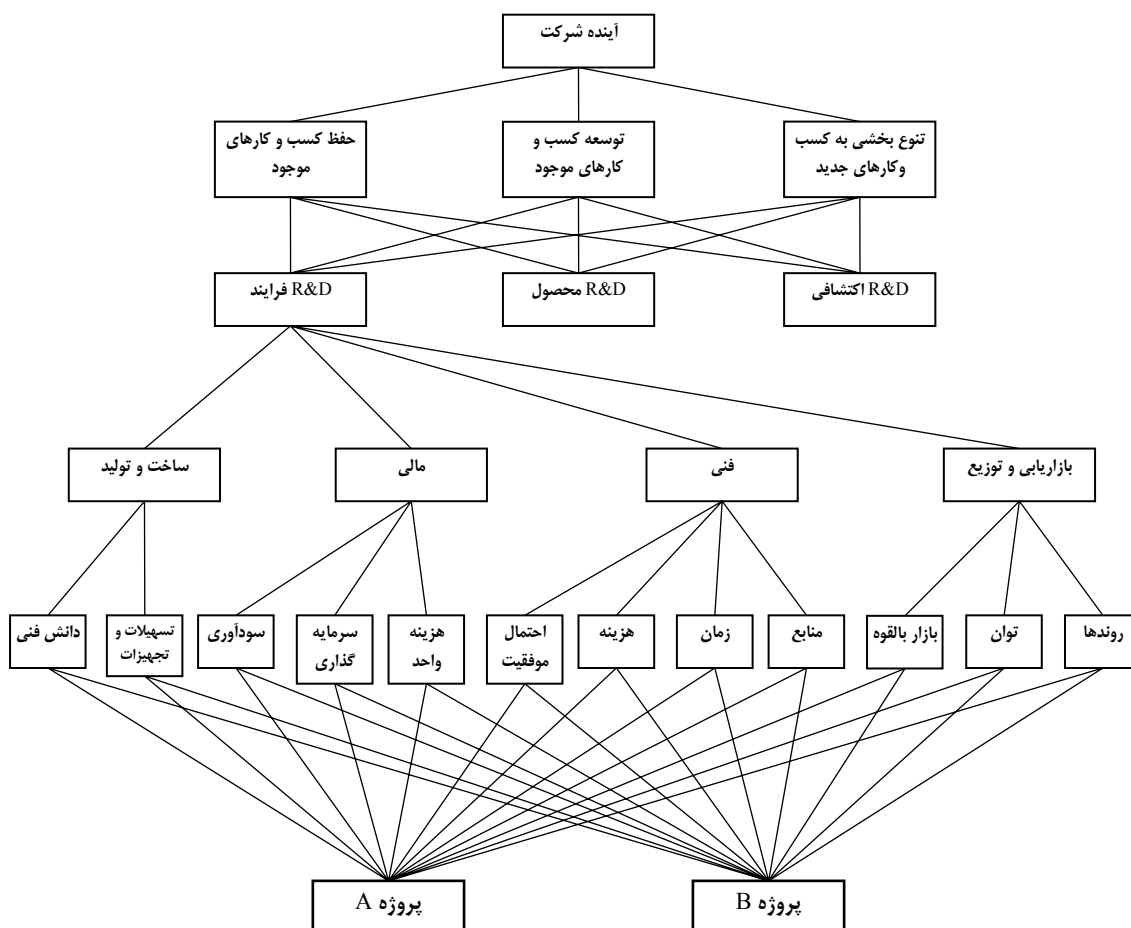 آینده شرکت
تنوع بخشی به کسب
وکارهای جدید
توسعه کسب و
کارهای موجود
حفظ کسب و کارهای
موجود
R&D اکتشافی
R&D محصول
R&D فرایند
بازاریابی و توزیع
فنی
مالی
ساخت و تولید
روندها
توان
بازار بالقوه
منابع
زمان
هزینه
احتمال
موفقیت
هزینه
واحد
سرمایه
گذاری
سودآوری
تسهیلات و
تجهیزات
دانش فنی
پروژه B
پروژه A